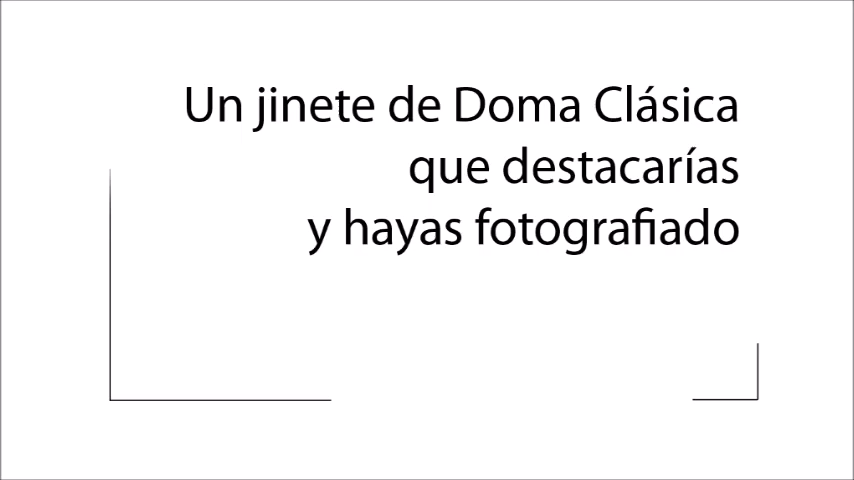 Un jinete de Doma Clásica
que destacarías
y hayas fotografiado